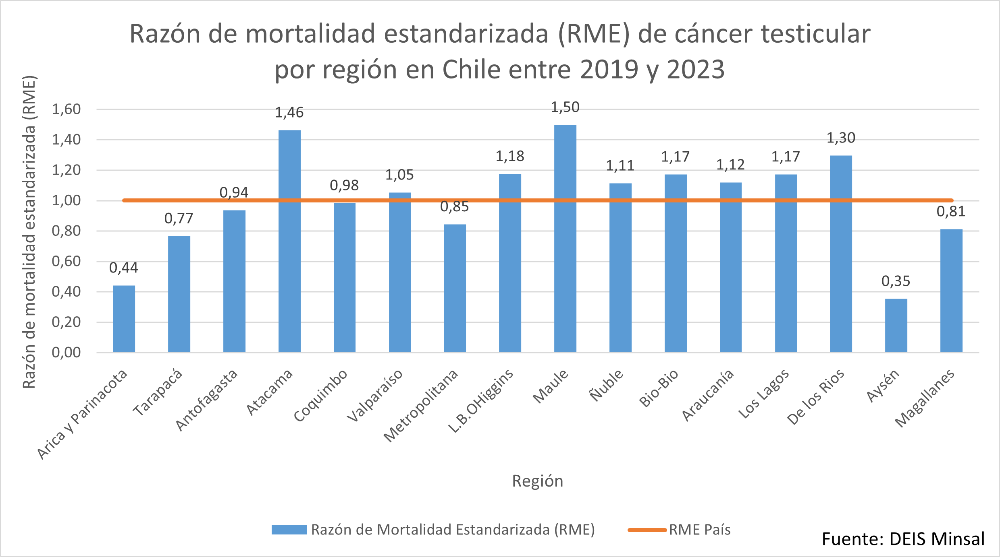 Razón de mortalidad estandarizada (RME) de cáncer testicular
por región en Chile entre 2019 y 2023
Razón de mortalidad estandarizada (RME)
1,60
1,40
1,20
1,00
0,80
0,60
0,40
0,20
0,00
0,44
0,77
0,94
1,46
0,98
1,05
0,85
1,18
1,50
1,11
1,17
1,12
1,17
1,30
0,35
0,81
Arica y Parinacota
Tarapacá
Antofagasta
Atacama
Coquimbo
Valparaíso
Metropolitana
L.B.OHiggins
Maule
Ñuble
Bio-Bio
Araucanía
Los Lagos
De los Rios
Aysén
Magallanes
Región
Razón de Mortalidad Estandarizada (RME)
RME País
Fuente: DEIS Minsal